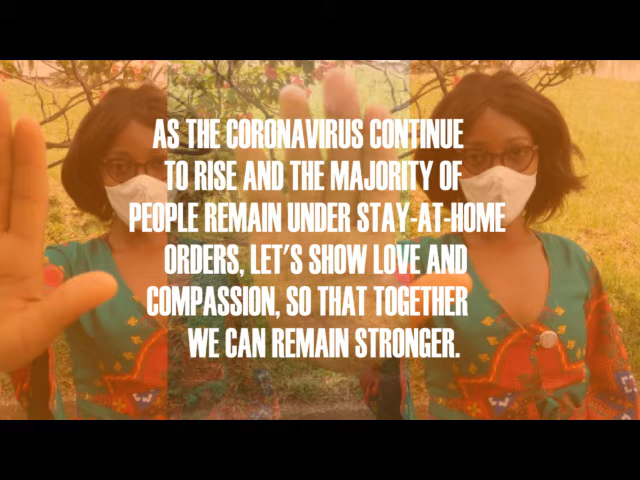 AS THE CORONAVIRUS CONTINUE
TO RISE AND THE MAJORITY OF
PEOPLE REMAIN UNDER STAY-AT-HOME
ORDERS, LET'S SHOW LOVE AND
COMPASSION, SO THAT TOGETHER
WE CAN REMAIN STRONGER.